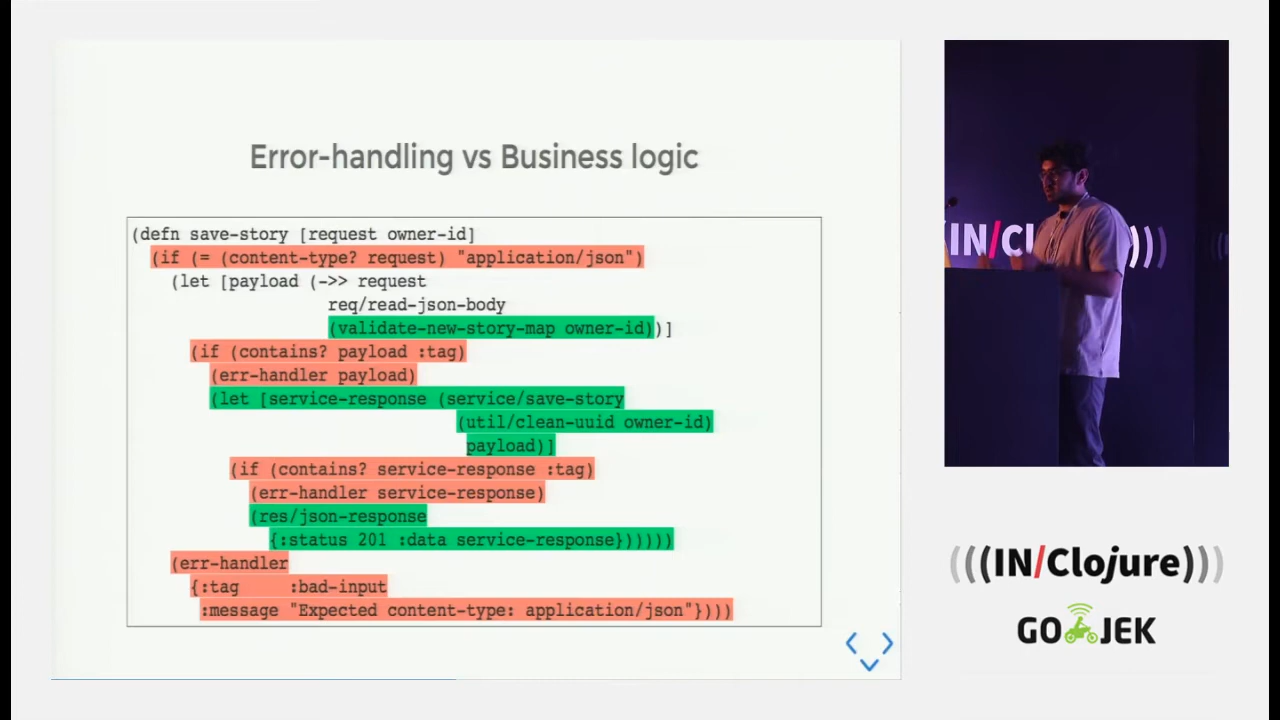 Error-handling vs Business logic
(defn save-story [request owner-id]
(if (= (content-type? request) "application/json")
(let [payload (->> request
req/read-json-body
(validate-new-story-map owner-id))]
(if (contains? payload :tag)
(err-handler payload)
(let [service-response (service/save-story
(util/clean-uuid owner-id)
payload)]
(if (contains? service-response :tag)
(err-handler service-response)
(res/json-response
{:status 201 :data service-response}))))))
(err-handler
{:tag :bad-input
:message "Expected content-type: application/json"})))
[IN/Cl )))
(((IN/Clojure)))
GO JEK